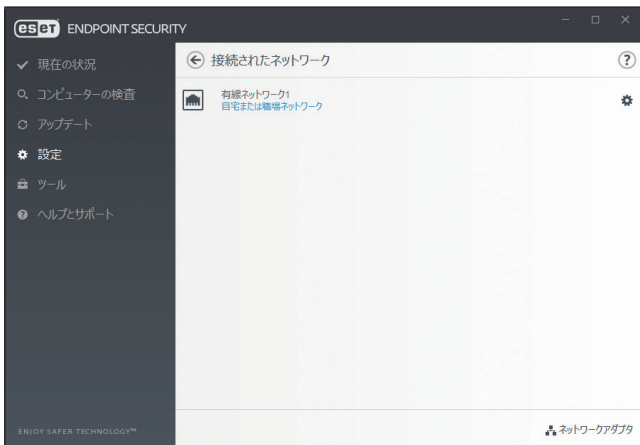 eset ENDPOINT SECURITY
現在の状況
コンピューターの検査
アップデート
設定
ツール
ヘルプとサポート
ENJOY SAFER TECHNOLOGY™
接続されたネットワーク
?
有線ネットワーク1
自宅または職場ネットワーク
ネットワークアダプタ